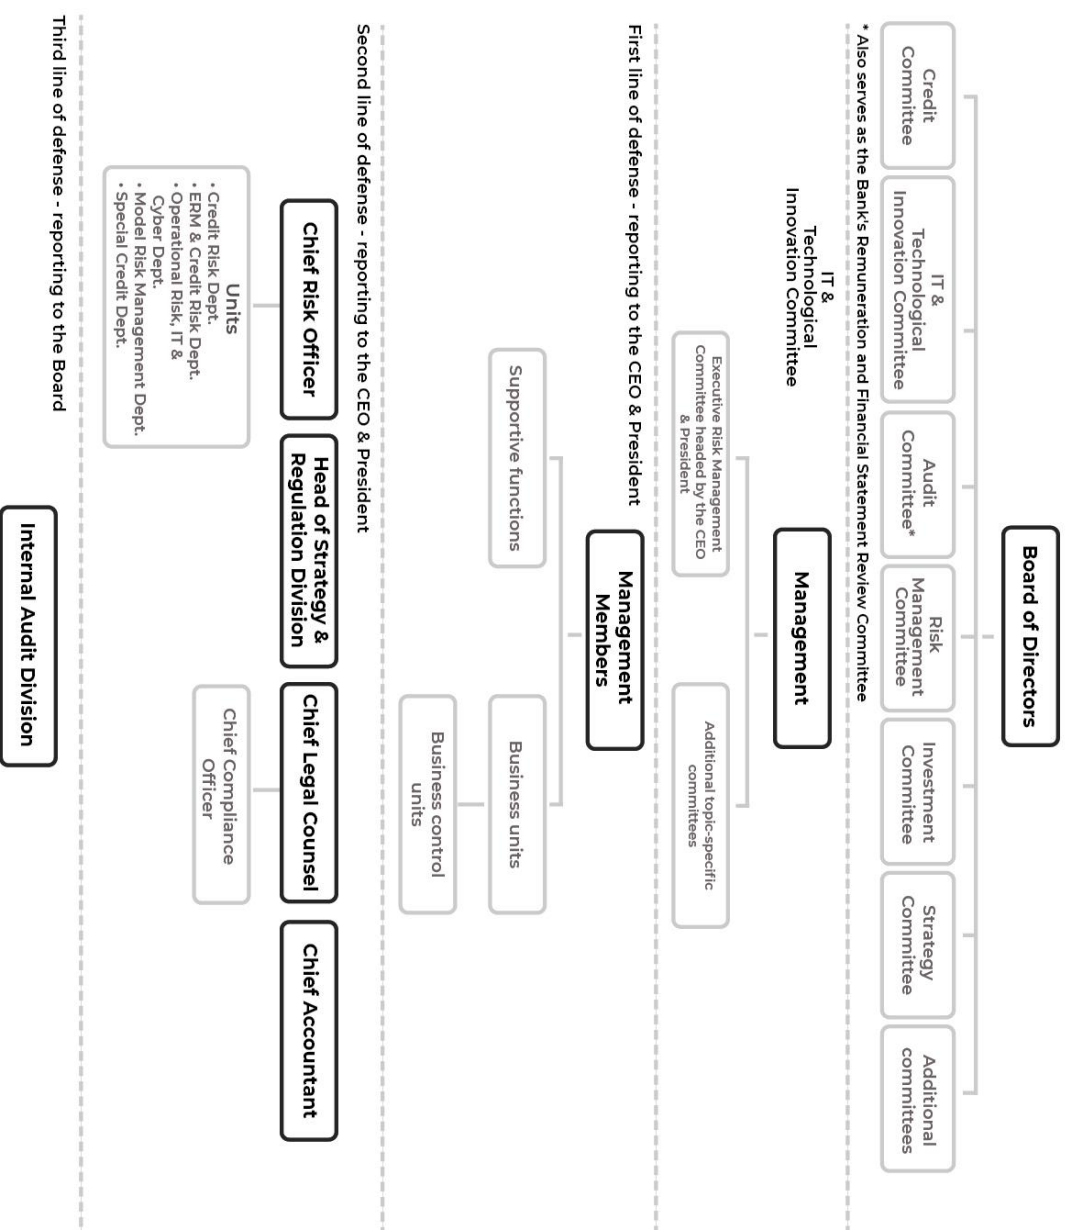 Board of Directors
Credit
Committee
IT &
Technological
Innovation Committee
Audit
Committee*
Risk
Management
Committee
Investment
Committee
Strategy
Committee
Additional
committees
* Also serves as the Bank's Remuneration and Financial Statement Review Committee
IT &
Technological
Innovation Committee
Management
Executive Risk Management
Committee headed by the CEO
& President
Additional topic-specific
committees
First line of defense - reporting to the CEO & President
Management
Members
Supportive functions
Business units
Business control
units
Second line of defense - reporting to the CEO & President
Chief Risk Officer
Head of Strategy &
Regulation Division
Chief Legal Counsel
Chief Accountant
Units
• Credit Risk Dept.
• ERM & Credit Risk Dept.
• Operational Risk, IT &
Cyber Dept.
• Model Risk Management Dept.
• Special Credit Dept.
Chief Compliance
Officer
Third line of defense - reporting to the Board
Internal Audit Division